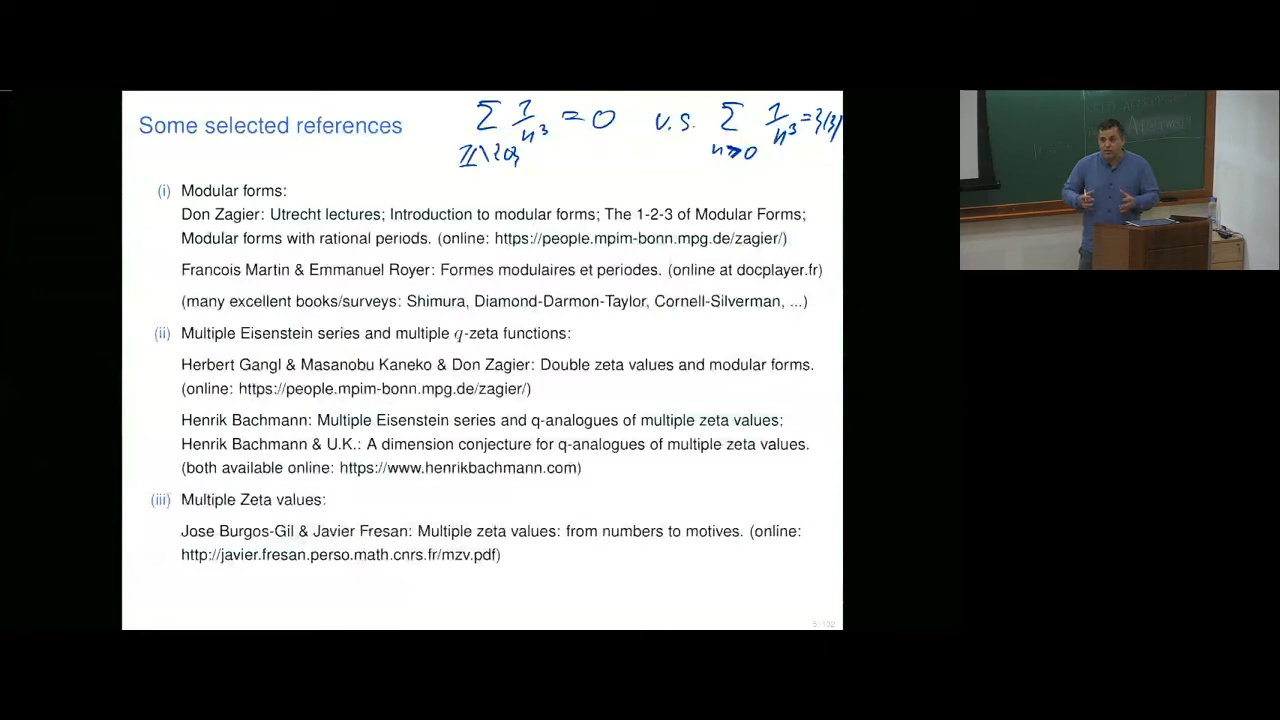 Some selected references
∑ 1/n³ = 0 v.s. ∑ 1/n³ = ζ(3)
ℤ\{0} n>0
(i) Modular forms:
Don Zagier: Utrecht lectures; Introduction to modular forms; The 1-2-3 of Modular Forms;
Modular forms with rational periods. (online: https://people.mpim-bonn.mpg.de/zagier/)
Francois Martin & Emmanuel Royer: Formes modulaires et periodes. (online at docplayer.fr)
(many excellent books/surveys: Shimura, Diamond-Darmon-Taylor, Cornell-Silverman, ...)
(ii) Multiple Eisenstein series and multiple q-zeta functions:
Herbert Gangl & Masanobu Kaneko & Don Zagier: Double zeta values and modular forms.
(online: https://people.mpim-bonn.mpg.de/zagier/)
Henrik Bachmann: Multiple Eisenstein series and q-analogues of multiple zeta values;
Henrik Bachmann & U.K.: A dimension conjecture for q-analogues of multiple zeta values.
(both available online: https://www.henrikbachmann.com)
(iii) Multiple Zeta values:
Jose Burgos-Gil & Javier Fresan: Multiple zeta values: from numbers to motives. (online:
http://javier.fresan.perso.math.cnrs.fr/mzv.pdf)
5 / 102